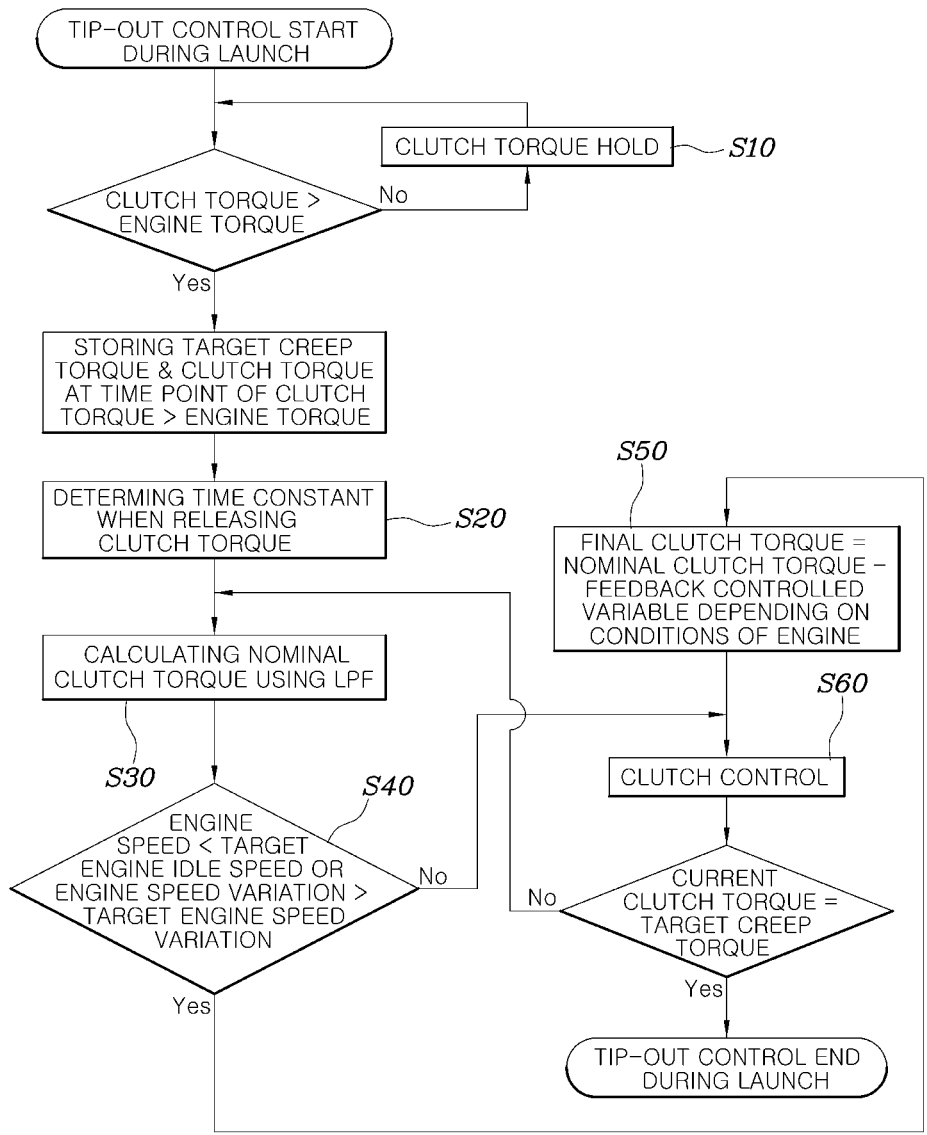 TIP-OUT CONTROL START
DURING LAUNCH
CLUTCH TORQUE HOLD
S10
CLUTCH TORQUE >
ENGINE TORQUE
No
Yes
STORING TARGET CREEP
TORQUE & CLUTCH TORQUE
AT TIME POINT OF CLUTCH
TORQUE > ENGINE TORQUE
DETERMING TIME CONSTANT
WHEN RELEASING
CLUTCH TORQUE
S20
CALCULATING NOMINAL
CLUTCH TORQUE USING LPF
S30
ENGINE
SPEED < TARGET
ENGINE IDLE SPEED OR
ENGINE SPEED VARIATION >
TARGET ENGINE SPEED
VARIATION
S40
No
Yes
S50
FINAL CLUTCH TORQUE =
NOMINAL CLUTCH TORQUE -
FEEDBACK CONTROLLED
VARIABLE DEPENDING ON
CONDITIONS OF ENGINE
S60
CLUTCH CONTROL
CURRENT
CLUTCH TORQUE =
TARGET CREEP
TORQUE
No
Yes
TIP-OUT CONTROL END
DURING LAUNCH